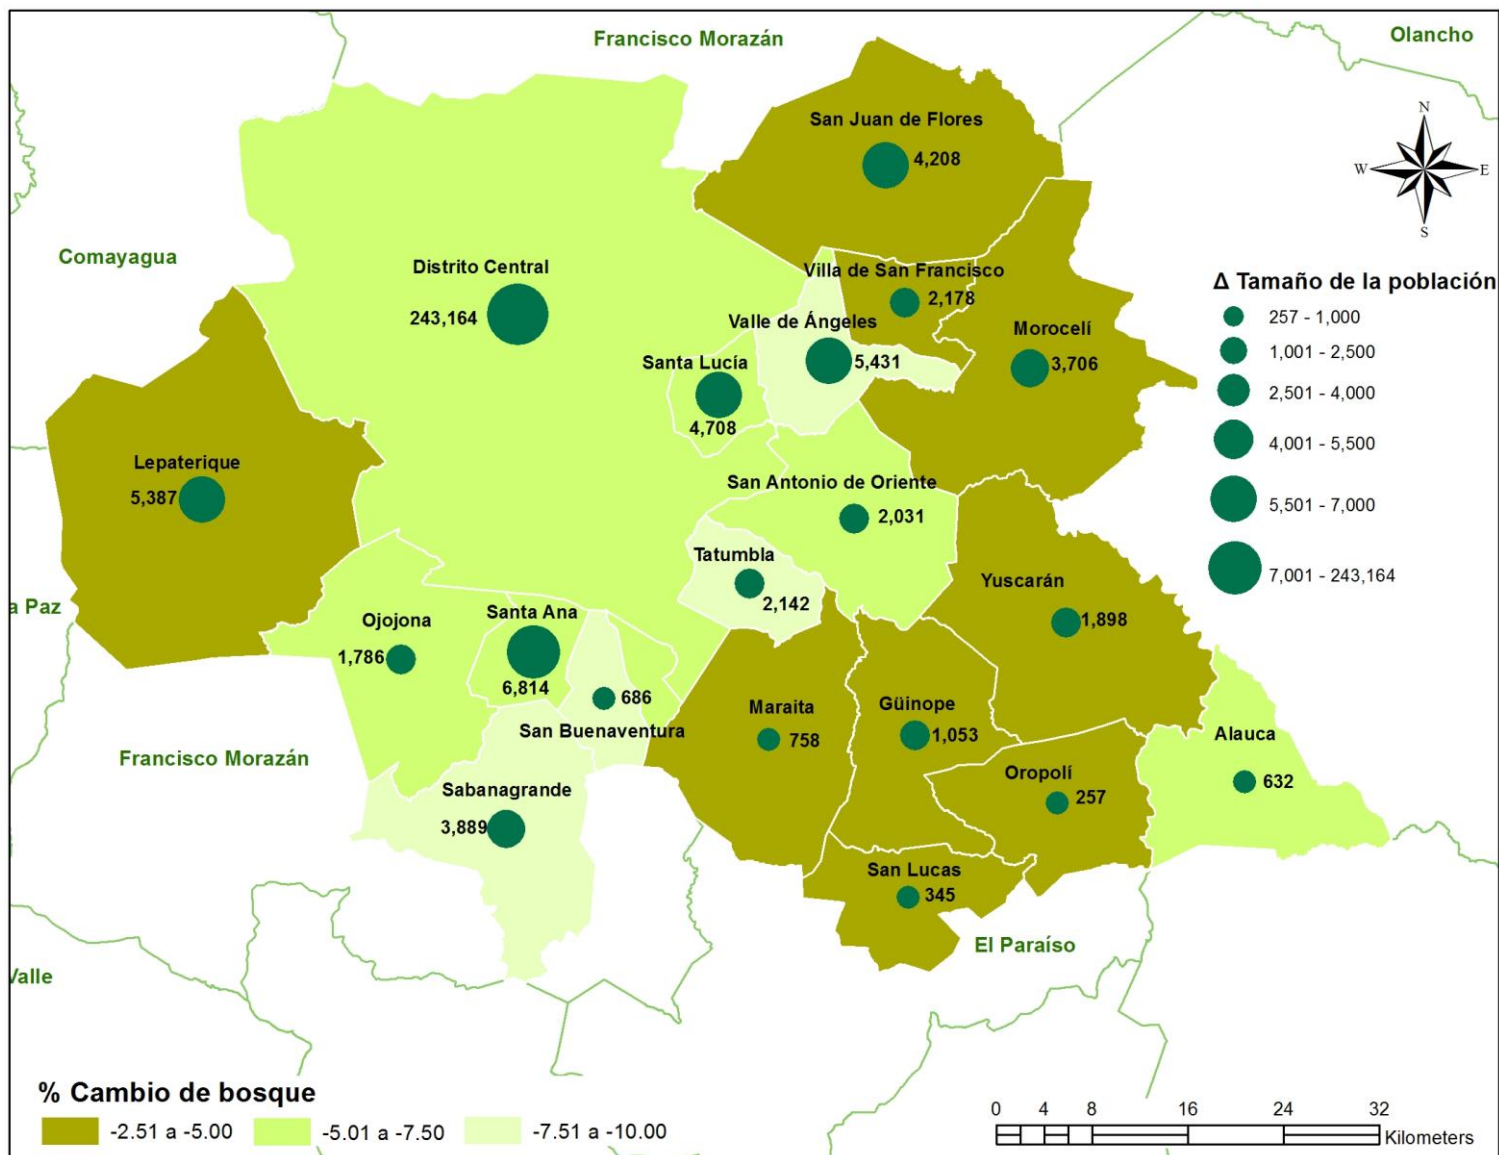 Francisco Morazán
Olancho
San Juan de Flores
4,208
N
W
E
S
Comayagua
Distrito Central
243,164
Villa de San Francisco
2,178
Δ Tamaño de la población
257 - 1,000
1,001 - 2,500
2,501 - 4,000
4,001 - 5,500
5,501 - 7,000
7,001 - 243,164
Valle de Ángeles
5,431
Morocelí
3,706
Santa Lucía
4,708
Lepaterique
5,387
San Antonio de Oriente
2,031
Tatumbla
2,142
Yuscarán
1,898
a Paz
Ojojona
1,786
Santa Ana
6,814
686
San Buenaventura
Maraita
758
Güinope
1,053
Alauca
632
Francisco Morazán
Oropolí
257
Sabanagrande
3,889
San Lucas
345
El Paraíso
Valle
% Cambio de bosque
-2.51 a -5.00
-5.01 a -7.50
-7.51 a -10.00
0 4 8 16 24 32
Kilometers